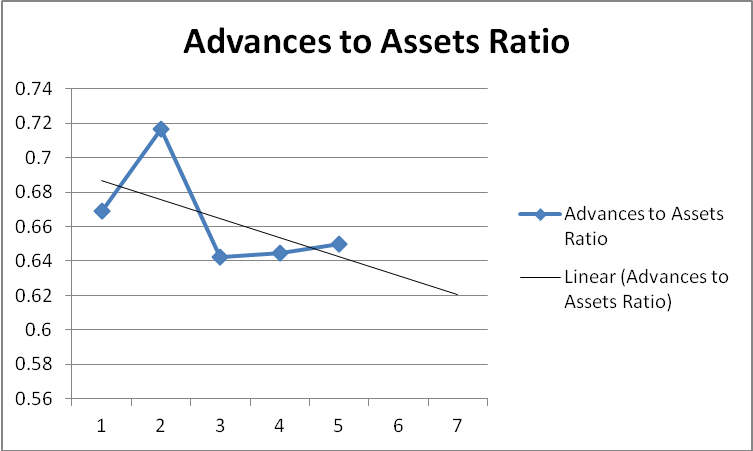 Advances to Assets Ratio
0.74
0.72
0.7
0.68
0.66
0.64
0.62
0.6
0.58
0.56
1 2 3 4 5 6 7
Advances to Assets
Ratio
Linear (Advances to
Assets Ratio)